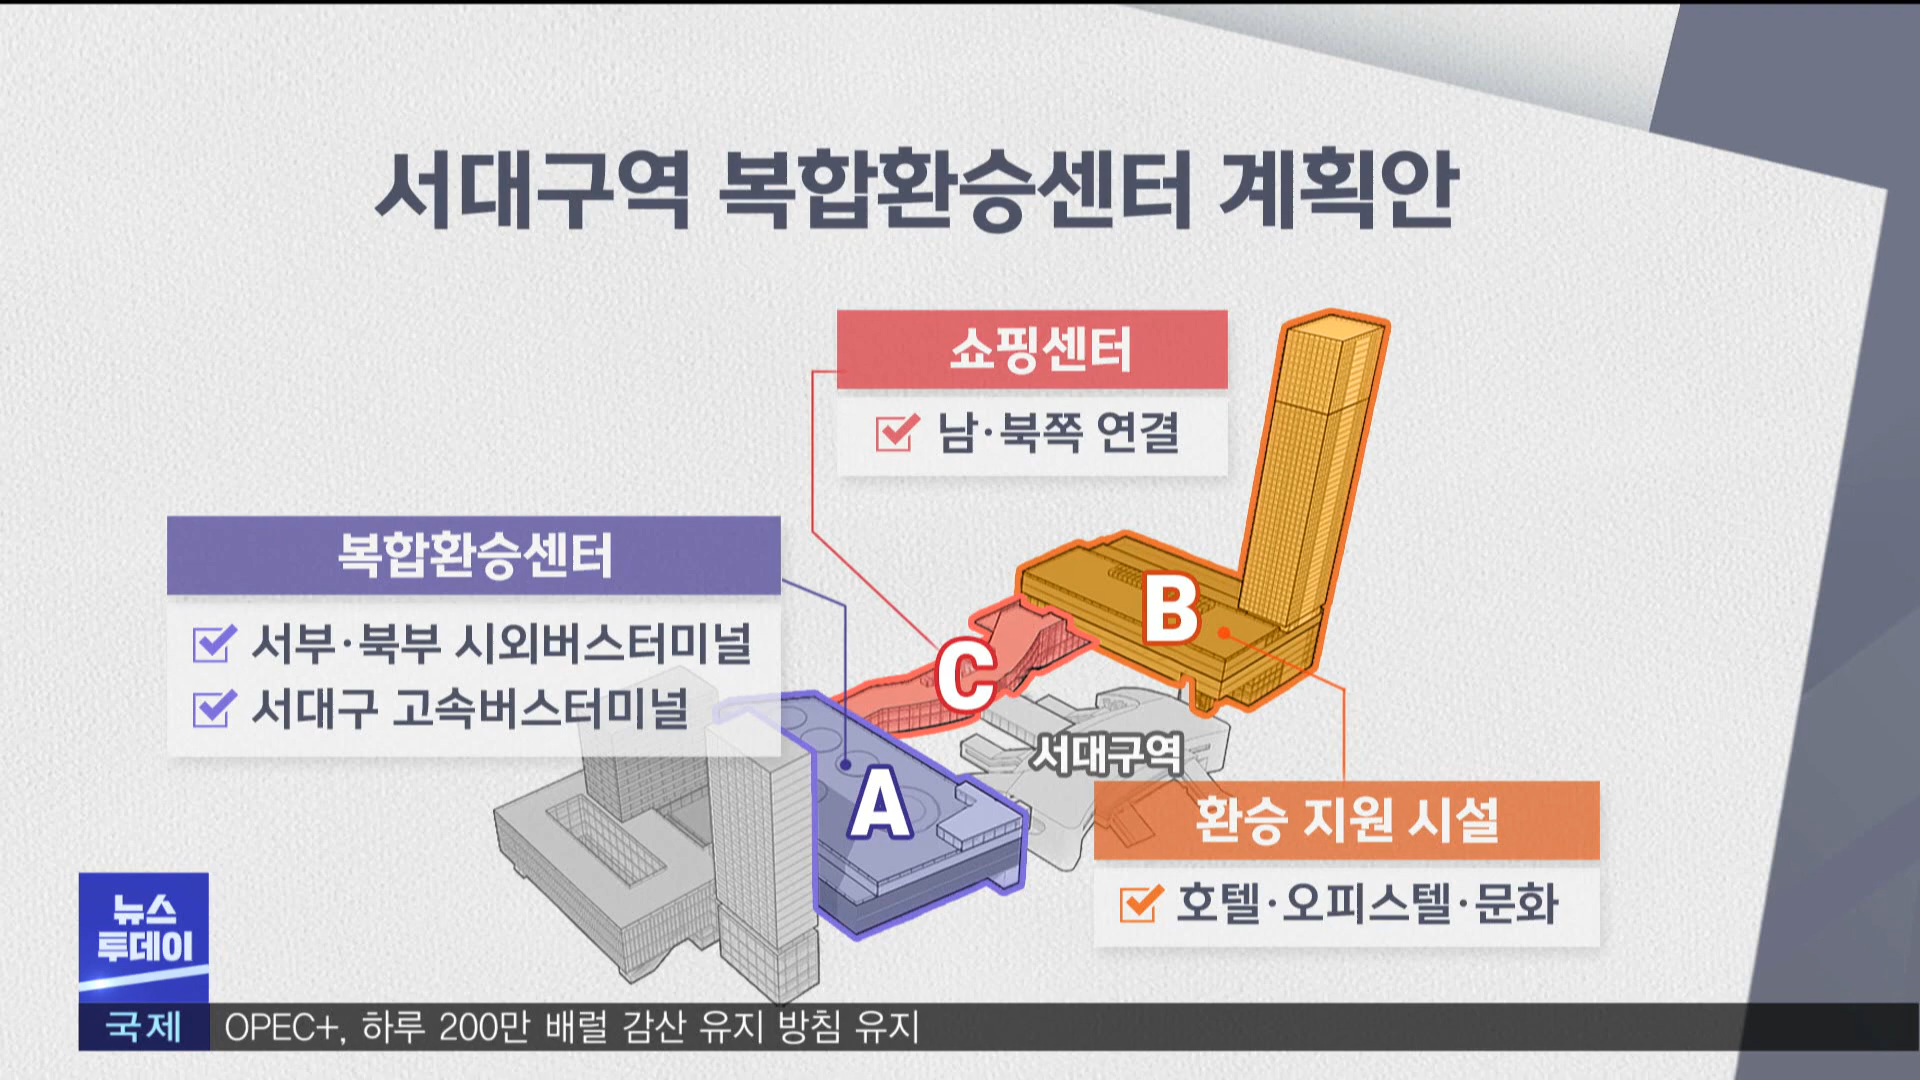 서대구역 복합환승센터 계획안
쇼핑센터
남·북쪽 연결
복합환승센터
서부·북부 시외버스터미널
서대구 고속버스터미널
B
C
서대구역
A
환승 지원 시설
호텔·오피스텔·문화
뉴스
투데이
국제 OPEC+, 하루 200만 배럴 감산 유지 방침 유지